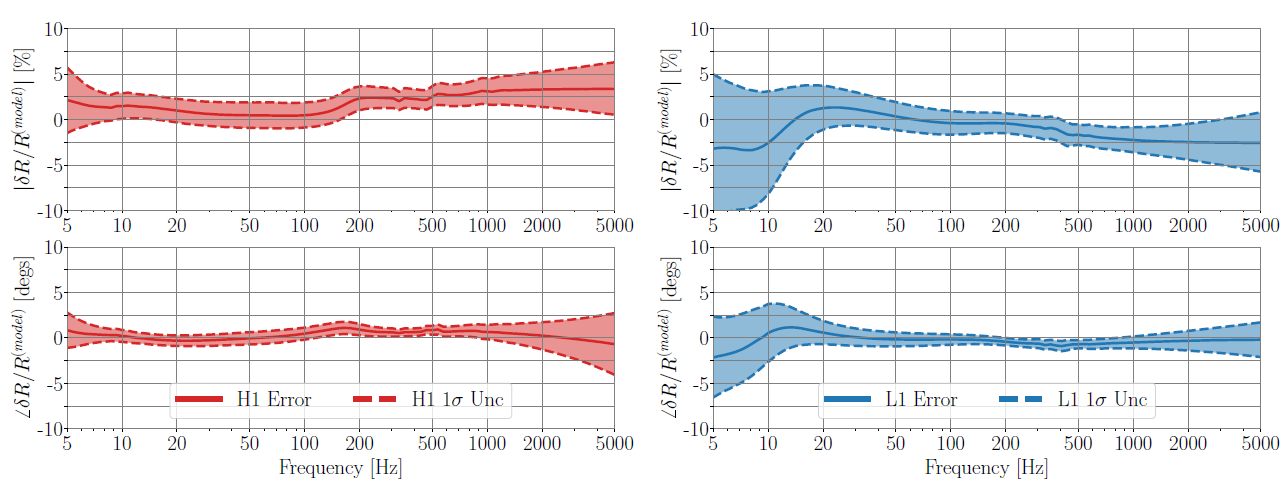 |δR/R^(model)| [%]
10
5
0
-5
-10
5 10 20 50 100 200 500 1000 2000 5000
|δR/R^(model)| [%]
10
5
0
-5
-10
5 10 20 50 100 200 500 1000 2000 5000
∠δR/R^(model) [degs]
10
5
0
-5
-10
H1 Error H1 1σ Unc
5 10 20 50 100 200 500 1000 2000 5000
Frequency [Hz]
∠δR/R^(model) [degs]
10
5
0
-5
-10
L1 Error L1 1σ Unc
5 10 20 50 100 200 500 1000 2000 5000
Frequency [Hz]